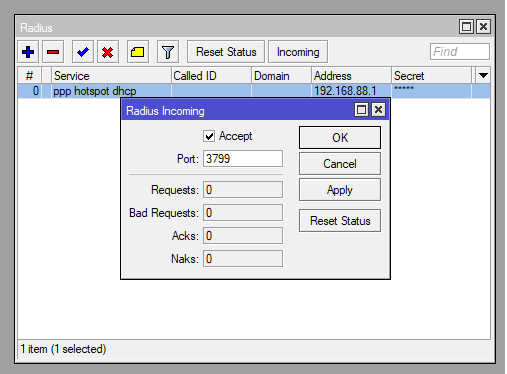 Radius
Reset Status Incoming Find
# Service Called ID Domain Address Secret
0 ppp hotspot dhcp 192.168.88.1 *****
Radius Incoming
Accept OK
Port: 3799 Cancel
Requests: 0 Apply
Bad Requests: 0 Reset Status
Acks: 0
Naks: 0
1 item (1 selected)